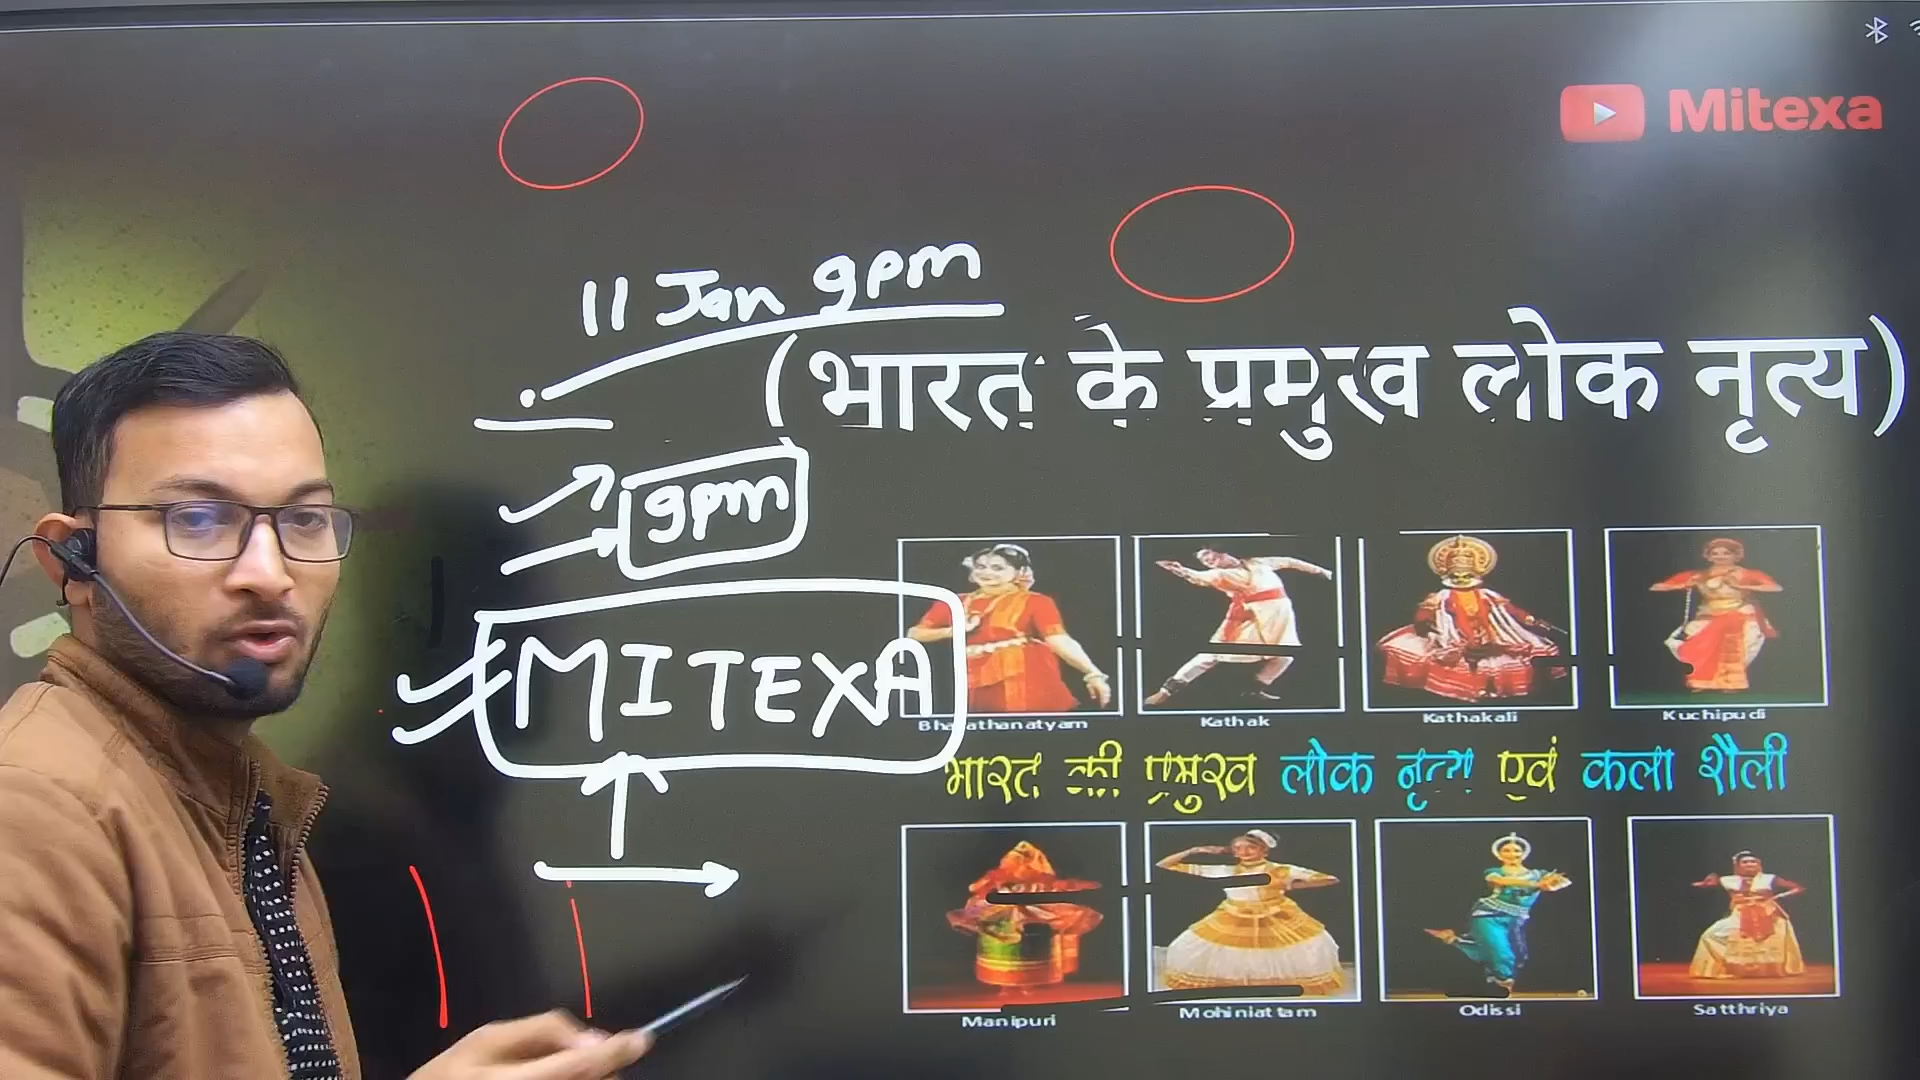 Mitexa
11 Jan 9pm
(भारत के प्रमुख लोक नृत्य)
9pm
MITEXA
Bharathanatyam
Kathak
Kathakali
Kuchipudi
भारत की प्रमुख लोक नृत्य एवं कला शैली
Manipuri
Mohiniattam
Odissi
Satthriya